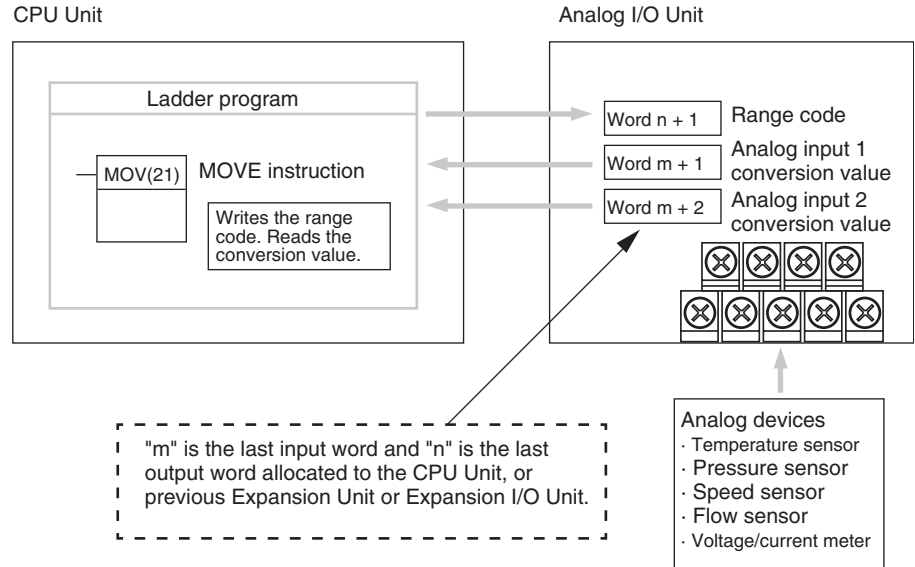 CPU Unit
Analog I/O Unit
Ladder program
MOV(21)
MOVE instruction
Writes the range
code. Reads the
conversion value.
Word n + 1
Range code
Word m + 1
Analog input 1
conversion value
Word m + 2
Analog input 2
conversion value
"m" is the last input word and "n" is the last
output word allocated to the CPU Unit, or
previous Expansion Unit or Expansion I/O Unit.
Analog devices
· Temperature sensor
· Pressure sensor
· Speed sensor
· Flow sensor
· Voltage/current meter